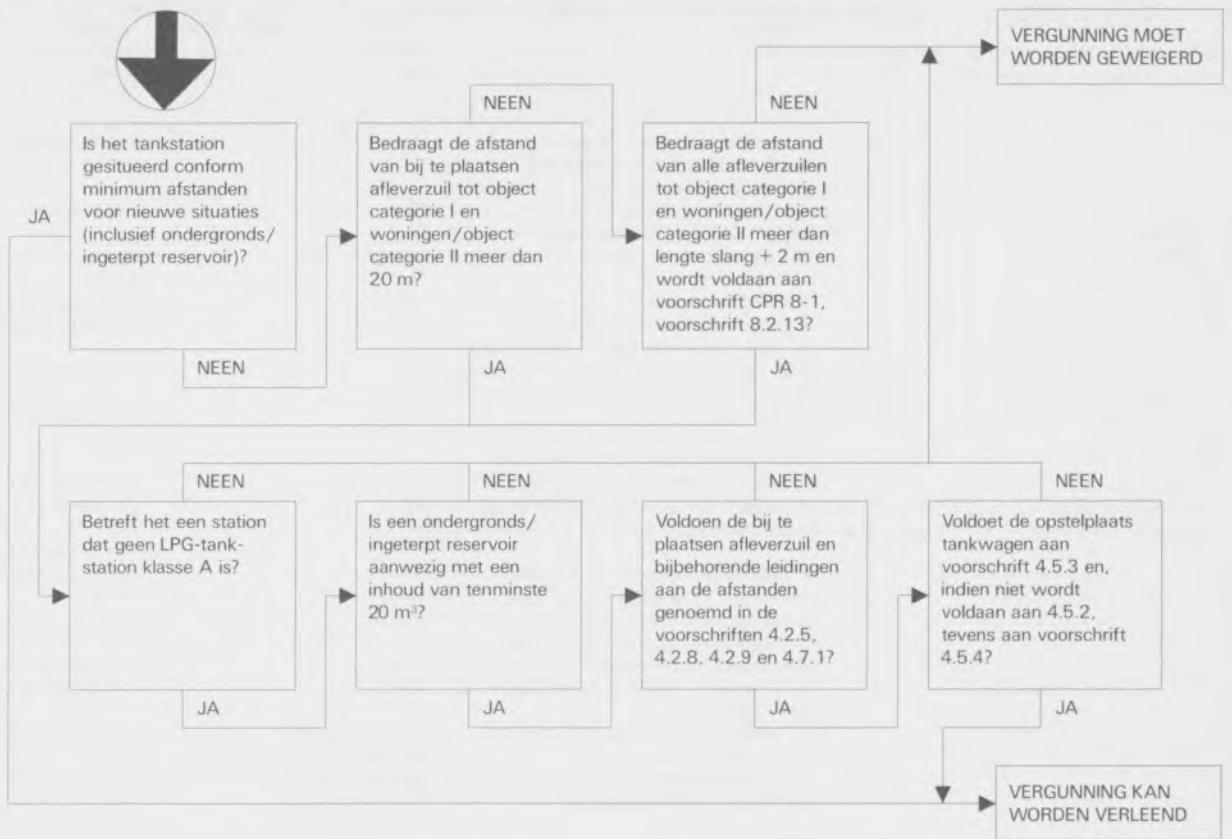 VERGUNNING MOET
WORDEN GEWEIGERD
NEEN
NEEN
Is het tankstation
gesitueerd conform
minimum afstanden
voor nieuwe situaties
(inclusief ondergronds/
ingeterpt reservoir)?
Bedraagt de afstand
van bij te plaatsen
afleverzuil tot object
categorie I en
woningen/object
categorie II meer dan
20 m?
Bedraagt de afstand
van alle afleverzuilen
tot object categorie I
en woningen/object
categorie II meer dan
lengte slang + 2 m en
wordt voldaan aan
voorschrift CPR 8-1,
voorschrift 8.2.13?
JA
NEEN
JA
JA
NEEN
NEEN
NEEN
NEEN
Betreft het een station
dat geen LPG-tank-
station klasse A is?
Is een ondergronds/
ingeterpt reservoir
aanwezig met een
inhoud van tenminste
20 m³?
Voldoen de bij te
plaatsen afleverzuil en
bijbehorende leidingen
aan de afstanden
genoemd in de
voorschriften 4.2.5,
4.2.8, 4.2.9 en 4.7.1?
Voldoet de opstelplaats
tankwagen aan
voorschrift 4.5.3 en,
indien niet wordt
voldaan aan 4.5.2,
tevens aan voorschrift
4.5.4?
JA
JA
JA
JA
VERGUNNING KAN
WORDEN VERLEEND